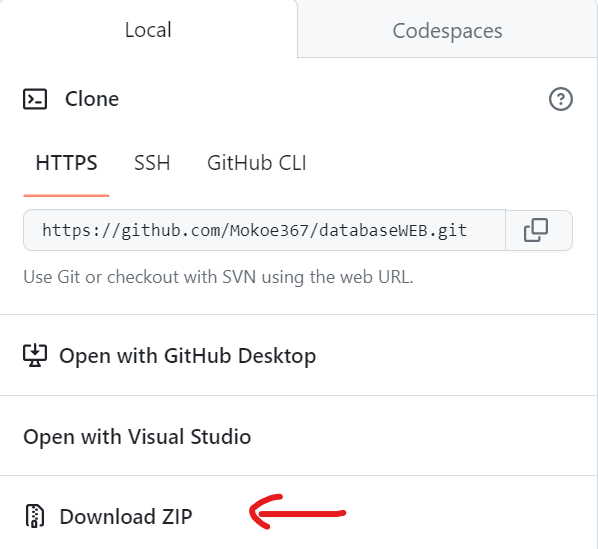 Local
Codespaces
Clone
HTTPS
SSH
GitHub CLI
https://github.com/Mokoe367/databaseWEB.git
Use Git or checkout with SVN using the web URL.
Open with GitHub Desktop
Open with Visual Studio
Download ZIP